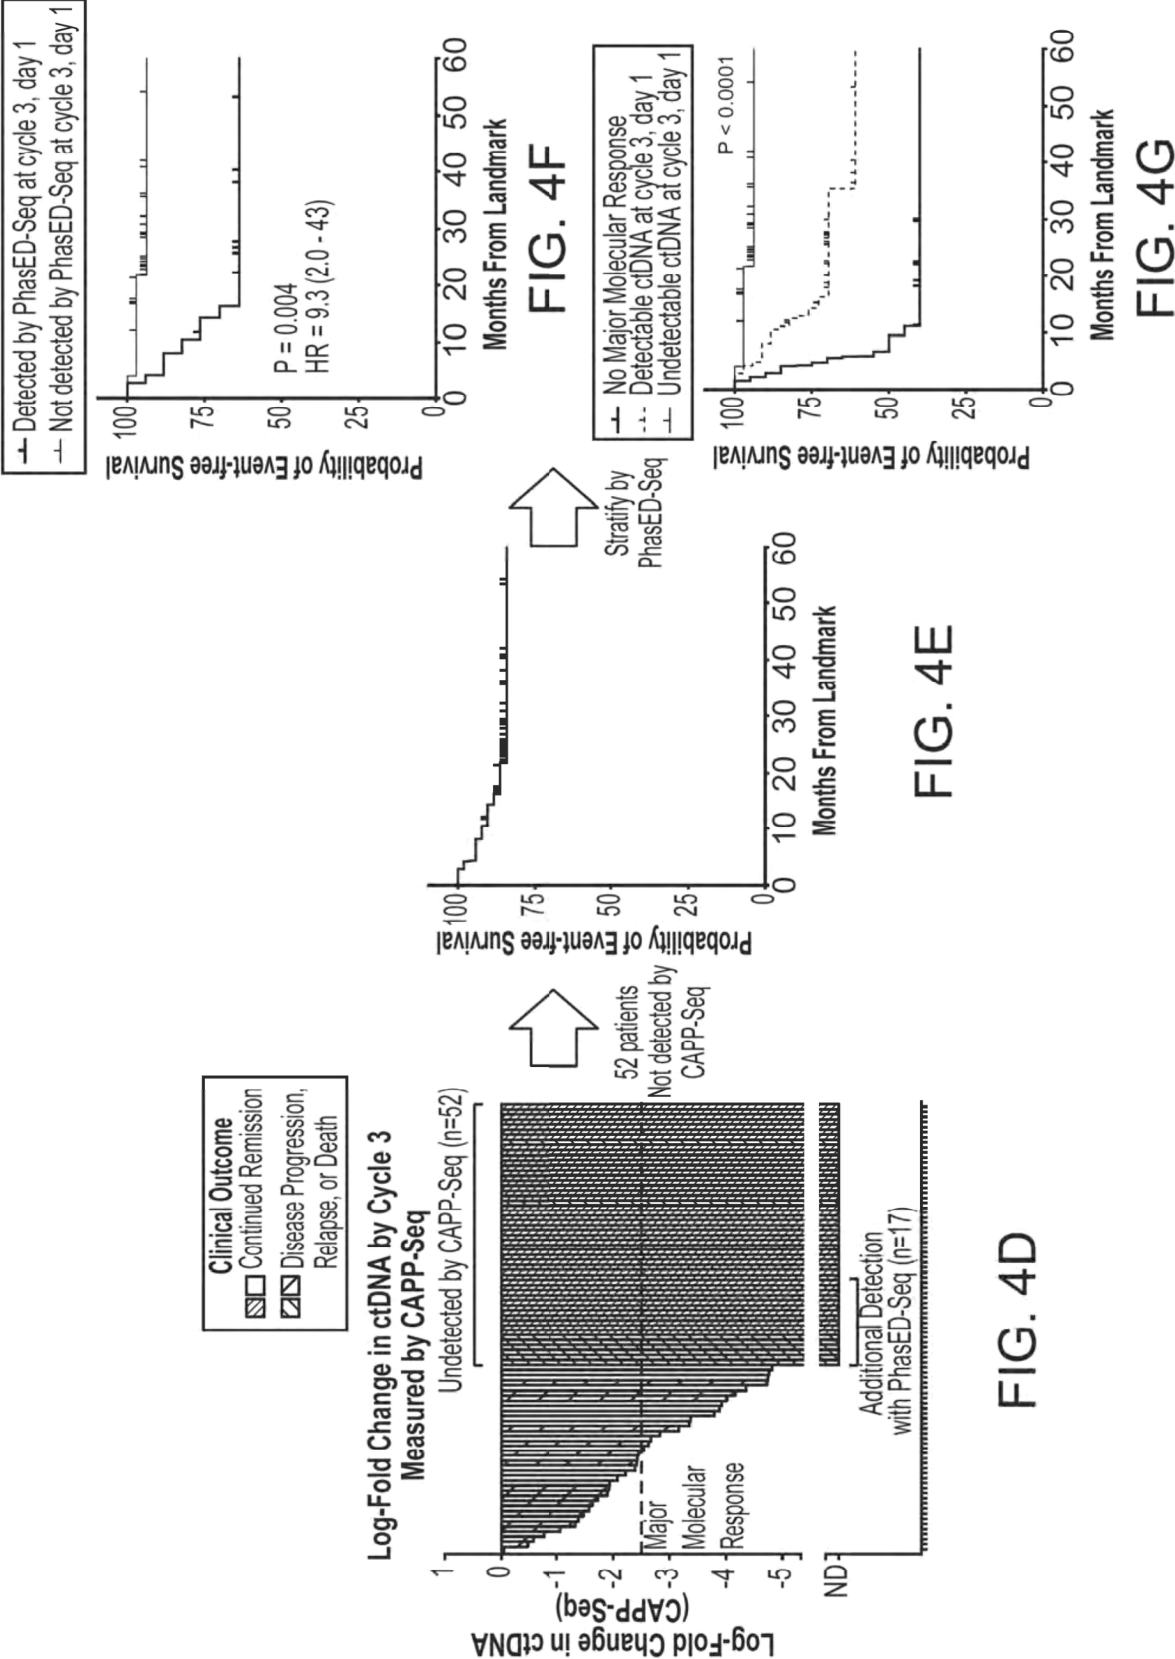 Clinical Outcome
Continued Remission
Disease Progression,
Relapse, or Death
Log-Fold Change in ctDNA by Cycle 3
Measured by CAPP-Seq
Undetected by CAPP-Seq (n=52)
Log-Fold Change in ctDNA
(CAPP-Seq)
1
0
-1
-2
-3
-4
-5
ND
Major
Molecular
Response
Additional Detection
with PhasED-Seq (n=17)
FIG. 4D
52 patients
Not detected by
CAPP-Seq
Probability of Event-free Survival
100
75
50
25
0
0 10 20 30 40 50 60
Months From Landmark
FIG. 4E
Stratify by
PhasED-Seq
Detected by PhasED-Seq at cycle 3, day 1
Not detected by PhasED-Seq at cycle 3, day 1
Probability of Event-free Survival
100
75
50
25
0
P = 0.004
HR = 9.3 (2.0 - 43)
0 10 20 30 40 50 60
Months From Landmark
FIG. 4F
No Major Molecular Response
Detectable ctDNA at cycle 3, day 1
Undetectable ctDNA at cycle 3, day 1
P < 0.0001
Probability of Event-free Survival
100
75
50
25
0
0 10 20 30 40 50 60
Months From Landmark
FIG. 4G